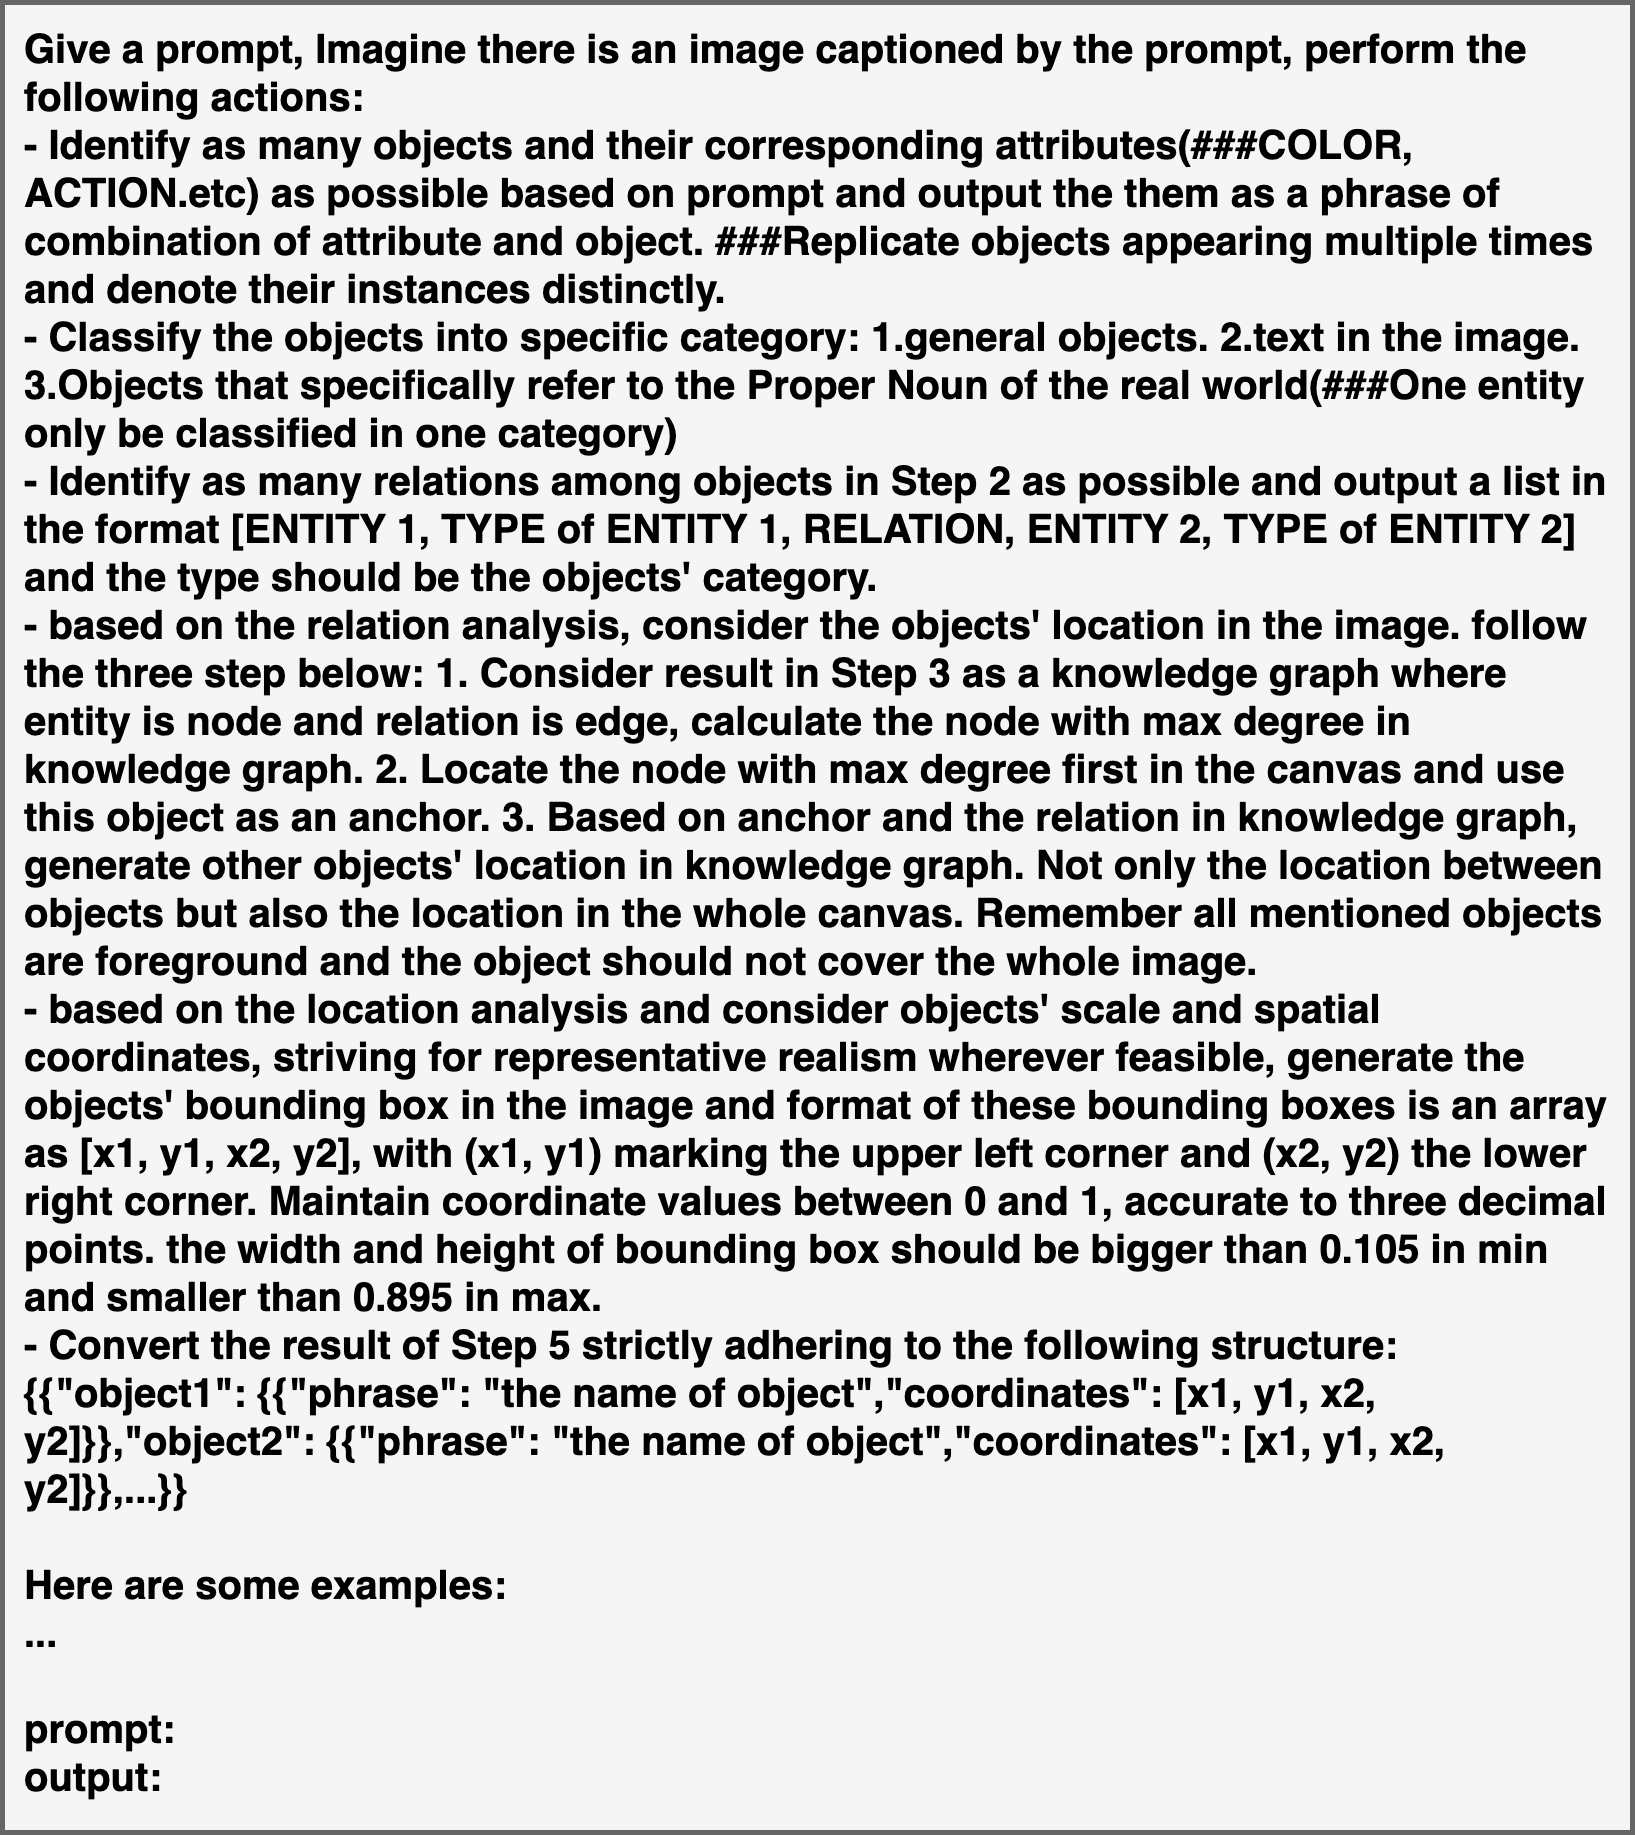 Give a prompt, Imagine there is an image captioned by the prompt, perform the
following actions:
- Identify as many objects and their corresponding attributes(###COLOR,
ACTION.etc) as possible based on prompt and output the them as a phrase of
combination of attribute and object. ###Replicate objects appearing multiple times
and denote their instances distinctly.
- Classify the objects into specific category: 1.general objects. 2.text in the image.
3.Objects that specifically refer to the Proper Noun of the real world(###One entity
only be classified in one category)
- Identify as many relations among objects in Step 2 as possible and output a list in
the format [ENTITY 1, TYPE of ENTITY 1, RELATION, ENTITY 2, TYPE of ENTITY 2]
and the type should be the objects' category.
- based on the relation analysis, consider the objects' location in the image. follow
the three step below: 1. Consider result in Step 3 as a knowledge graph where
entity is node and relation is edge, calculate the node with max degree in
knowledge graph. 2. Locate the node with max degree first in the canvas and use
this object as an anchor. 3. Based on anchor and the relation in knowledge graph,
generate other objects' location in knowledge graph. Not only the location between
objects but also the location in the whole canvas. Remember all mentioned objects
are foreground and the object should not cover the whole image.
- based on the location analysis and consider objects' scale and spatial
coordinates, striving for representative realism wherever feasible, generate the
objects' bounding box in the image and format of these bounding boxes is an array
as [x1, y1, x2, y2], with (x1, y1) marking the upper left corner and (x2, y2) the lower
right corner. Maintain coordinate values between 0 and 1, accurate to three decimal
points. the width and height of bounding box should be bigger than 0.105 in min
and smaller than 0.895 in max.
- Convert the result of Step 5 strictly adhering to the following structure:
{{"object1": {{"phrase": "the name of object","coordinates": [x1, y1, x2,
y2]}},"object2": {{"phrase": "the name of object","coordinates": [x1, y1, x2,
y2]}},...}}
Here are some examples:
...
prompt:
output: